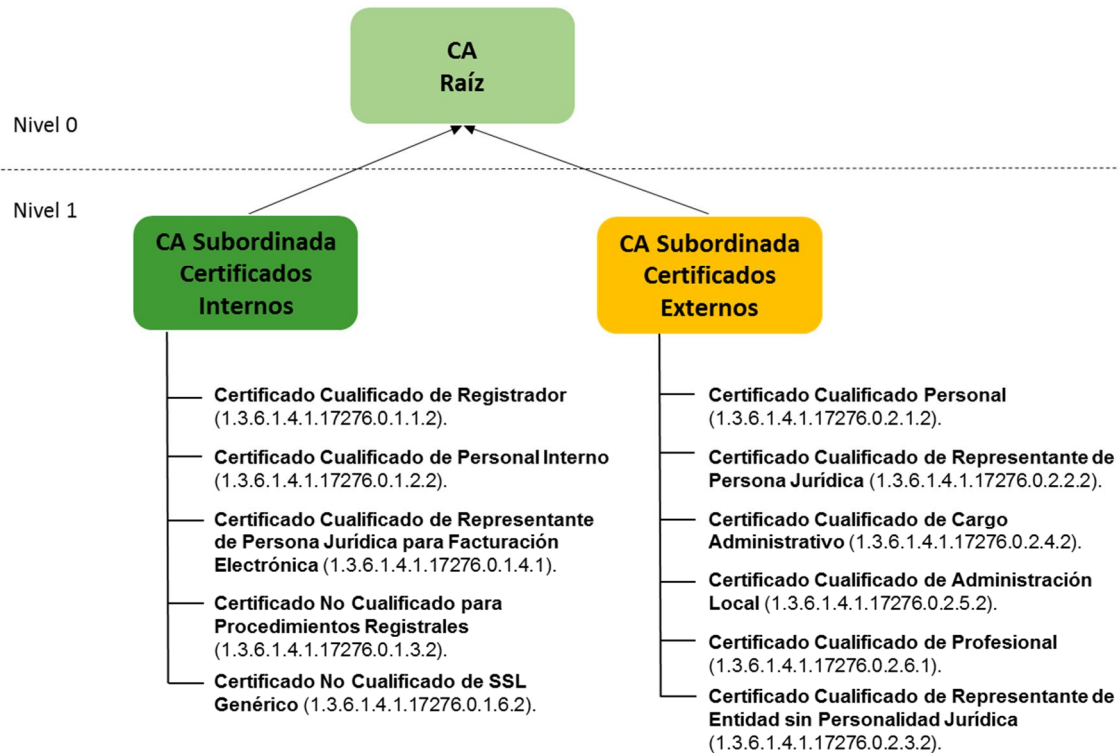 CA
Raíz
Nivel 0
Nivel 1
CA Subordinada
Certificados
Internos
Certificado Cualificado de Registrador
(1.3.6.1.4.1.17276.0.1.1.2).
Certificado Cualificado de Personal Interno
(1.3.6.1.4.1.17276.0.1.2.2).
Certificado Cualificado de Representante
de Persona Jurídica para Facturación
Electrónica (1.3.6.1.4.1.17276.0.1.4.1).
Certificado No Cualificado para
Procedimientos Registrales
(1.3.6.1.4.1.17276.0.1.3.2).
Certificado No Cualificado de SSL
Genérico (1.3.6.1.4.1.17276.0.1.6.2).
CA Subordinada
Certificados
Externos
Certificado Cualificado Personal
(1.3.6.1.4.1.17276.0.2.1.2).
Certificado Cualificado de Representante de
Persona Jurídica (1.3.6.1.4.1.17276.0.2.2.2).
Certificado Cualificado de Cargo
Administrativo (1.3.6.1.4.1.17276.0.2.4.2).
Certificado Cualificado de Administración
Local (1.3.6.1.4.1.17276.0.2.5.2).
Certificado Cualificado de Profesional
(1.3.6.1.4.1.17276.0.2.6.1).
Certificado Cualificado de Representante de
Entidad sin Personalidad Jurídica
(1.3.6.1.4.1.17276.0.2.3.2).